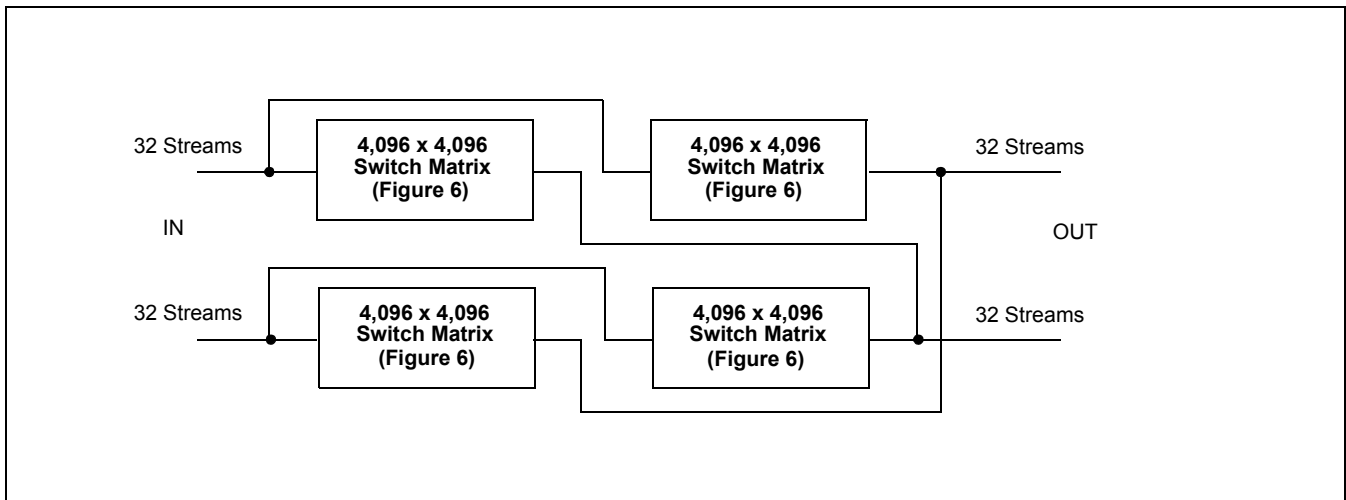 32 Streams
4,096 x 4,096
Switch Matrix
(Figure 6)
4,096 x 4,096
Switch Matrix
(Figure 6)
32 Streams
IN
OUT
32 Streams
4,096 x 4,096
Switch Matrix
(Figure 6)
4,096 x 4,096
Switch Matrix
(Figure 6)
32 Streams